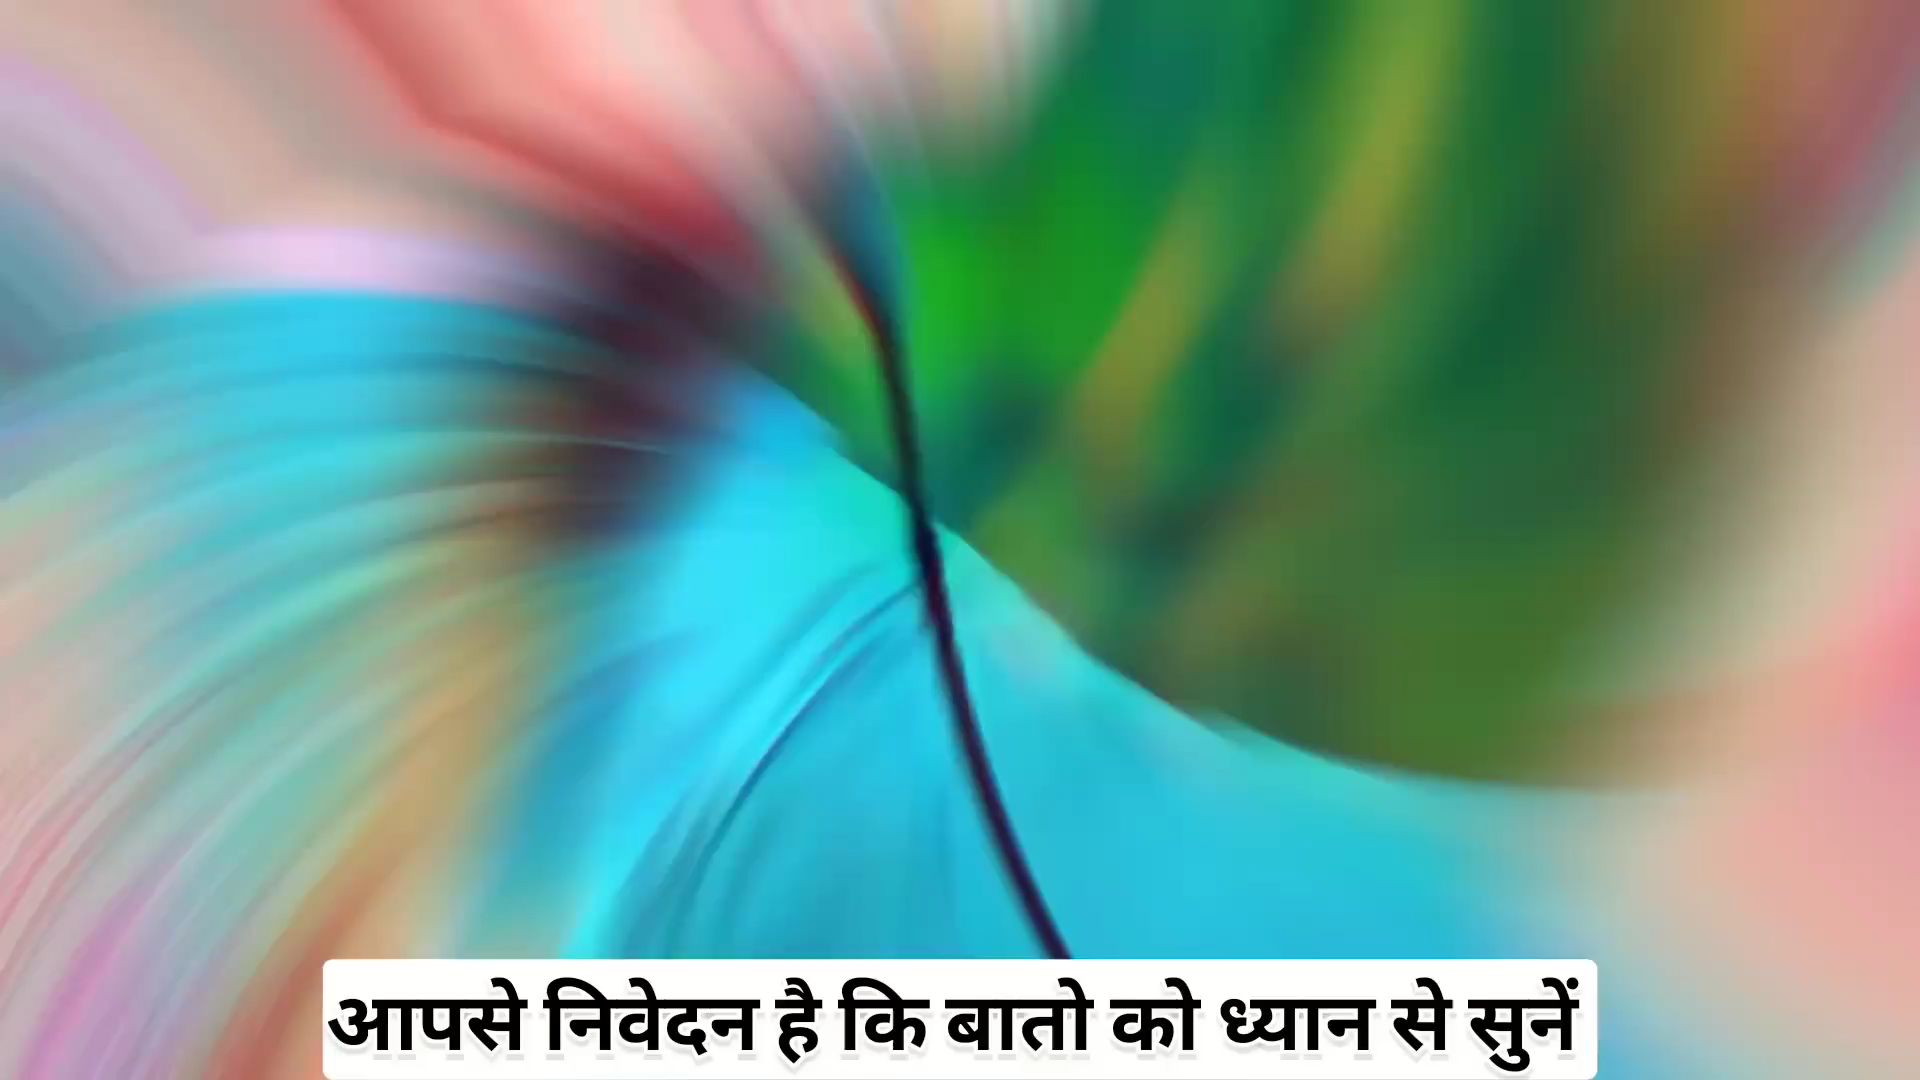 आपसे निवेदन है कि बातो को ध्यान से सुनें